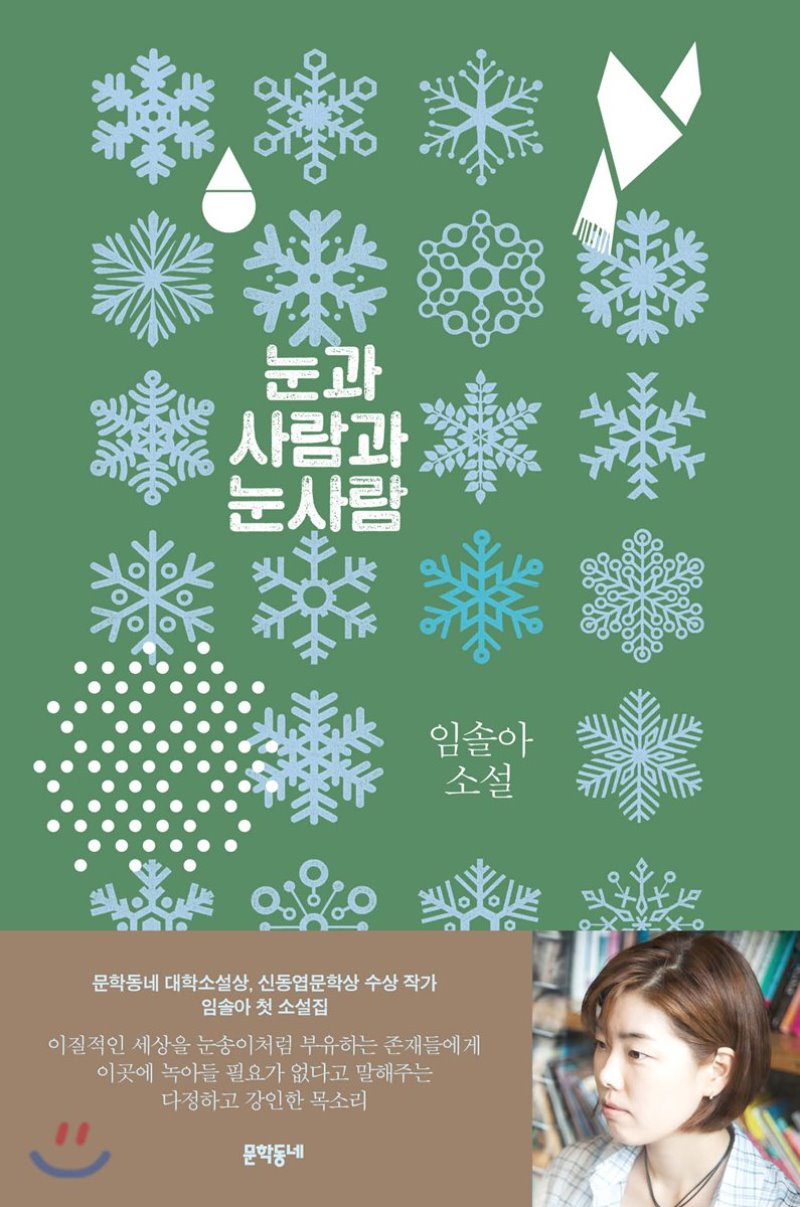 눈과
사람과
눈사람
임솔아
소설
문학동네 대학소설상, 신동엽문학상 수상 작가
임솔아 첫 소설집
이질적인 세상을 눈송이처럼 부유하는 존재들에게
이곳에 녹아들 필요가 없다고 말해주는
다정하고 강인한 목소리
문학동네